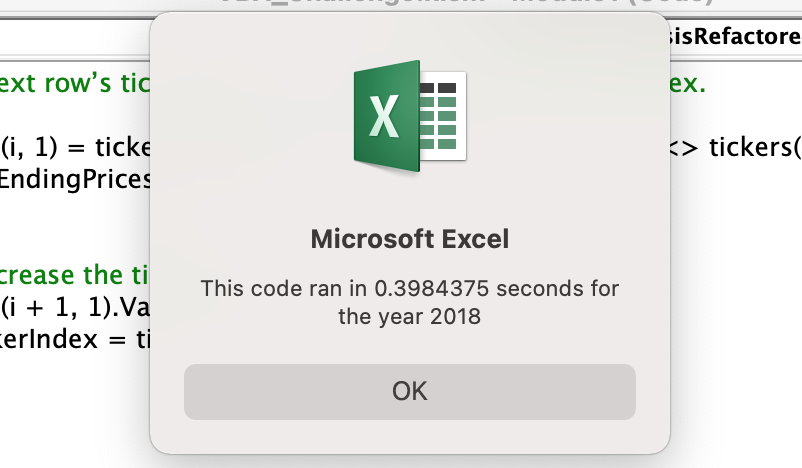 sisRefactore
ext row's tic
ex.
(i, 1) = ticke
<> tickers(
EndingPrices
Microsoft Excel
crease the ti
This code ran in 0.3984375 seconds for
(i + 1, 1).Va
the year 2018
kerIndex = ti
OK